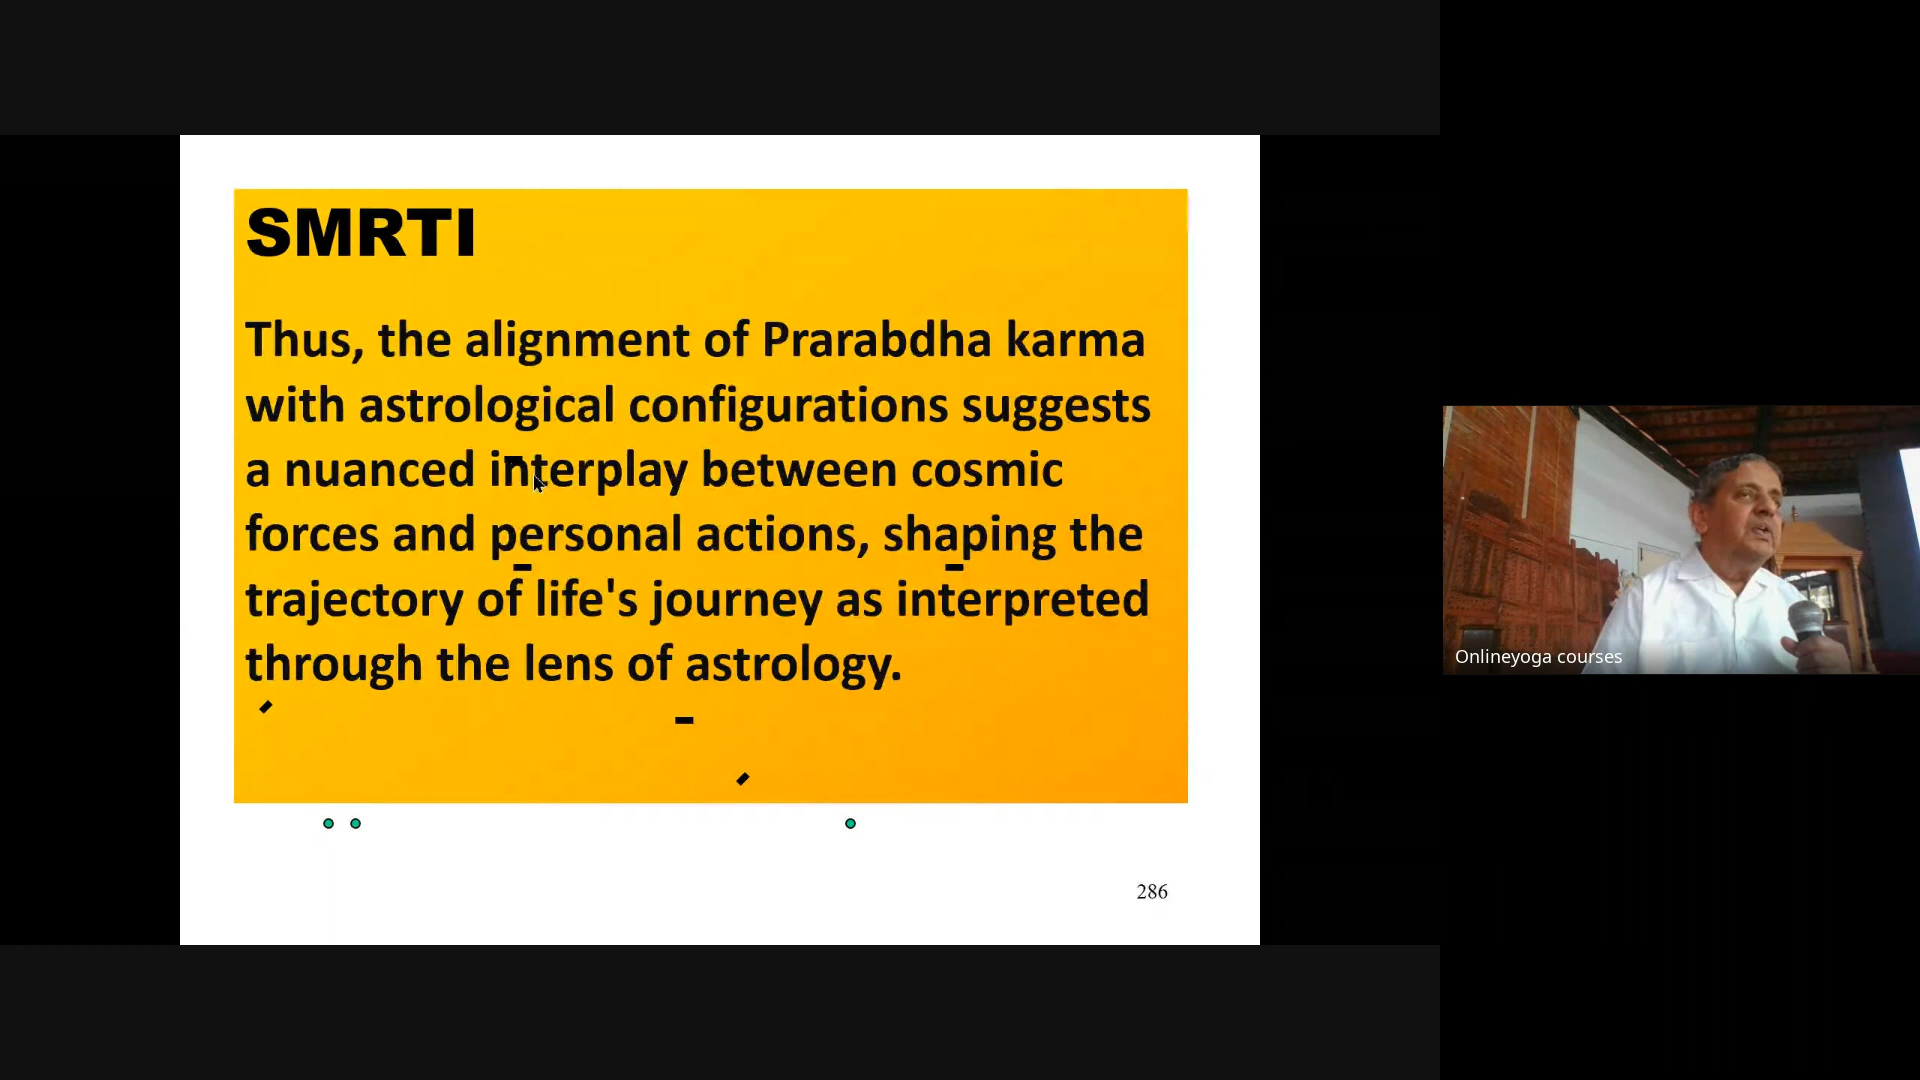 SMRTI
Thus, the alignment of Prarabdha karma
with astrological configurations suggests
a nuanced interplay between cosmic
forces and personal actions, shaping the
trajectory of life's journey as interpreted
through the lens of astrology.
286
Onlineyoga courses